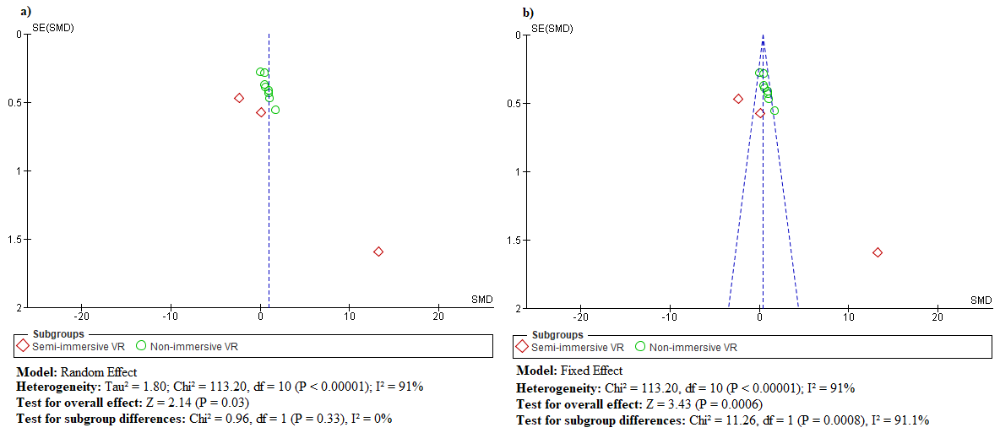 a)
SE(SMD)
0
0.5
1
1.5
2
-20
-10
0
10
20
SMD
Subgroups
Semi-immersive VR
Non-immersive VR
Model: Random Effect
Heterogeneity: Tau² = 1.80; Chi² = 113.20, df = 10 (P < 0.00001); I² = 91%
Test for overall effect: Z = 2.14 (P = 0.03)
Test for subgroup differences: Chi² = 0.96, df = 1 (P = 0.33), I² = 0%
b)
SE(SMD)
0
0.5
1
1.5
2
-20
-10
0
10
20
SMD
Subgroups
Semi-immersive VR
Non-immersive VR
Model: Fixed Effect
Heterogeneity: Chi² = 113.20, df = 10 (P < 0.00001); I² = 91%
Test for overall effect: Z = 3.43 (P = 0.0006)
Test for subgroup differences: Chi² = 11.26, df = 1 (P = 0.0008), I² = 91.1%